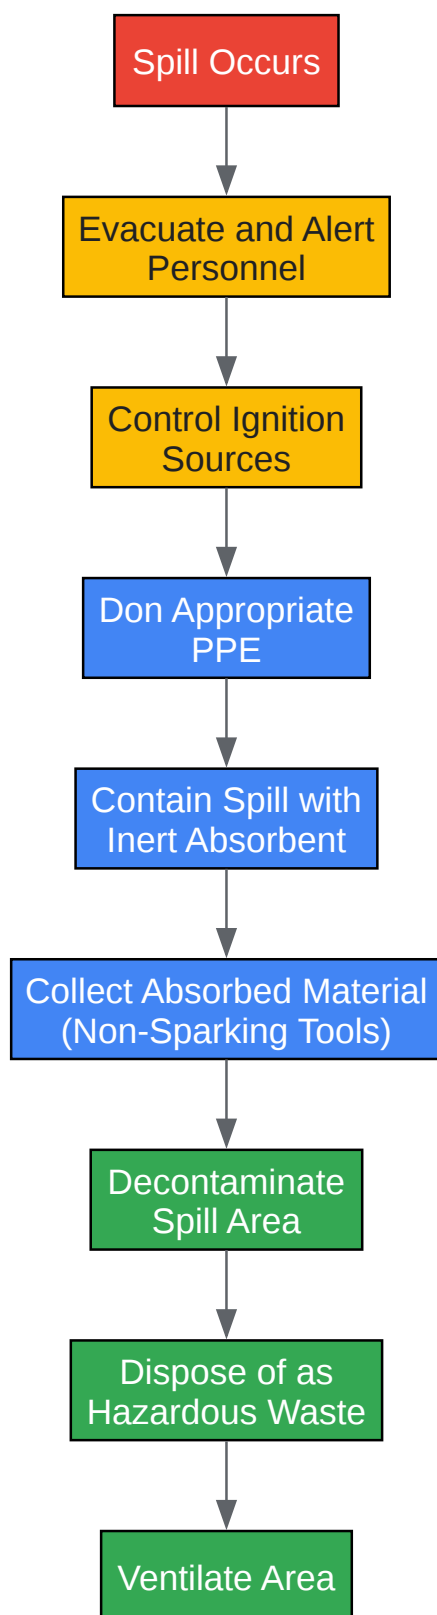 Spill Occurs
Evacuate and Alert
Personnel
Control Ignition
Sources
Don Appropriate
PPE
Contain Spill with
Inert Absorbent
Collect Absorbed Material
(Non-Sparking Tools)
Decontaminate
Spill Area
Dispose of as
Hazardous Waste
Ventilate Area